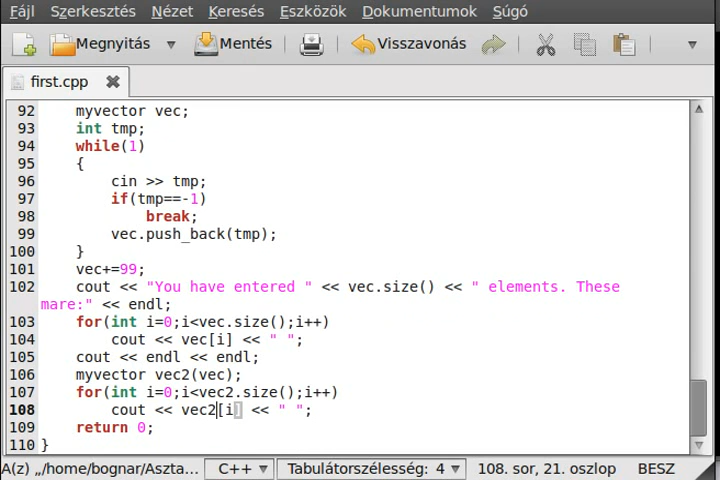 Fájl Szerkesztés Nézet Keresés Eszközök Dokumentumok Súgó
Megnyitás Mentés Visszavonás
first.cpp
92 myvector vec;
93 int tmp;
94 while(1)
95 {
96 cin >> tmp;
97 if(tmp==-1)
98 break;
99 vec.push_back(tmp);
100 }
101 vec+=99;
102 cout << "You have entered " << vec.size() << " elements. These
mare:" << endl;
103 for(int i=0;i<vec.size();i++)
104 cout << vec[i] << " ";
105 cout << endl << endl;
106 myvector vec2(vec);
107 for(int i=0;i<vec2.size();i++)
108 cout << vec2[i] << " ";
109 return 0;
110 }
A(z) „/home/bognar/Aszta... C++ Tabulátorszélesség: 4 108. sor, 21. oszlop BESZ